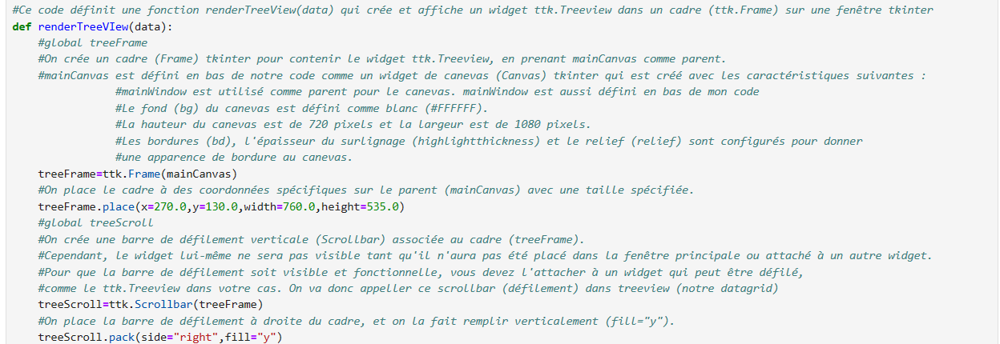 #Ce code définit une fonction renderTreeView(data) qui crée et affiche un widget ttk.Treeview dans un cadre (ttk.Frame) sur une fenêtre tkinter
def renderTreeVIew(data):
    #global treeFrame
    #On crée un cadre (Frame) tkinter pour contenir le widget ttk.Treeview, en prenant mainCanvas comme parent.
    #mainCanvas est défini en bas de notre code comme un widget de canevas (Canvas) tkinter qui est créé avec les caractéristiques suivantes :
                #mainWindow est utilisé comme parent pour le canevas. mainWindow est aussi défini en bas de mon code
                #Le fond (bg) du canevas est défini comme blanc (#FFFFFF).
                #La hauteur du canevas est de 720 pixels et la largeur est de 1080 pixels.
                #Les bordures (bd), l'épaisseur du surlignage (highlightthickness) et le relief (relief) sont configurés pour donner
                #une apparence de bordure au canevas.
    treeFrame=ttk.Frame(mainCanvas)
    #On place le cadre à des coordonnées spécifiques sur le parent (mainCanvas) avec une taille spécifiée.
    treeFrame.place(x=270.0,y=130.0,width=760.0,height=535.0)
    #global treeScroll
    #On crée une barre de défilement verticale (Scrollbar) associée au cadre (treeFrame).
    #Cependant, le widget lui-même ne sera pas visible tant qu'il n'aura pas été placé dans la fenêtre principale ou attaché à un autre widget.
    #Pour que la barre de défilement soit visible et fonctionnelle, vous devez l'attacher à un widget qui peut être défilé,
    #comme le ttk.Treeview dans votre cas. On va donc appeller ce scrollbar (défilement) dans treeview (notre datagrid)
    treeScroll=ttk.Scrollbar(treeFrame)
    #On place la barre de défilement à droite du cadre, et on la fait remplir verticalement (fill="y").
    treeScroll.pack(side="right",fill="y")